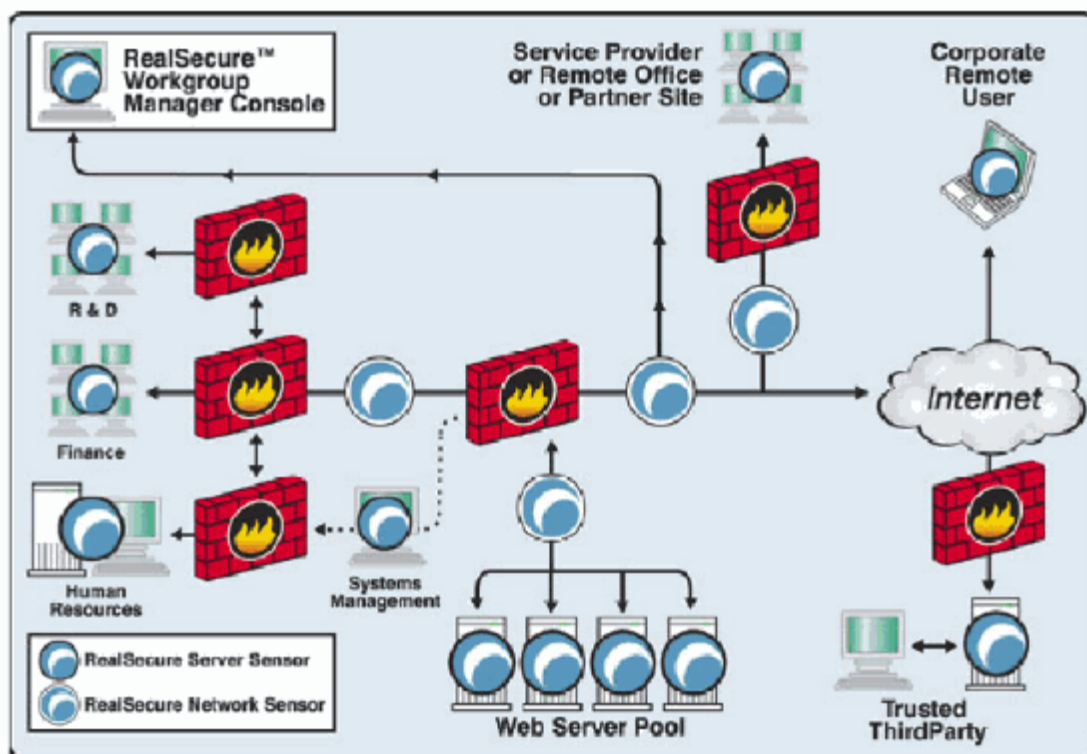 RealSecure™
Workgroup
Manager Console
Service Provider
or Remote Office
or Partner Site
Corporate
Remote
User
R & D
Finance
Internet
Human
Resources
Systems
Management
RealSecure Server Sensor
RealSecure Network Sensor
Web Server Pool
Trusted
ThirdParty